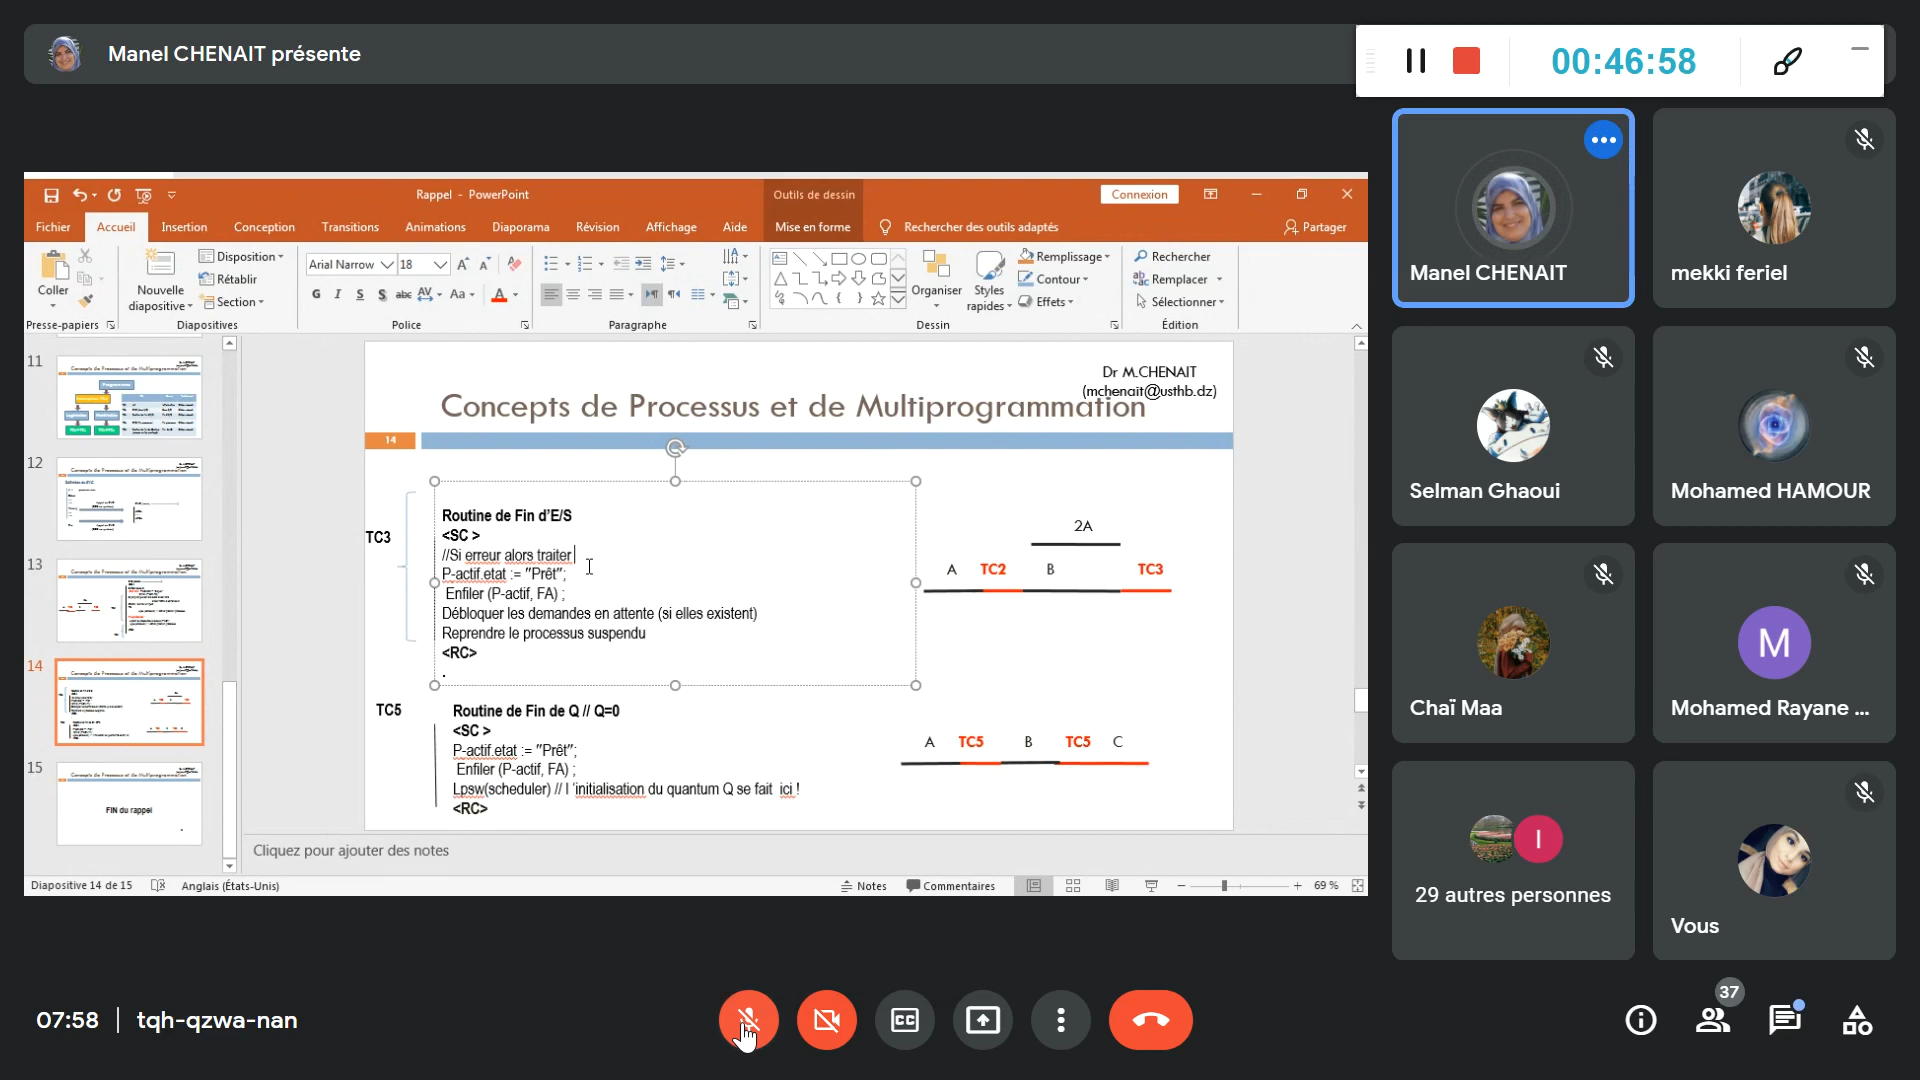 Manel CHENAIT présente
00:46:58
Rappel - PowerPoint
Outils de dessin
Connexion
Fichier Accueil Insertion Conception Transitions Animations Diaporama Révision Affichage Aide Mise en forme Rechercher des outils adaptés Partager
Coller
Presse-papiers
Nouvelle diapositive
Disposition
Rétablir
Section
Diapositives
Arial Narrow 18
G I S S abc AV Aa A
Police
Paragraphe
Organiser
Styles rapides
Remplissage
Contour
Effets
Dessin
Rechercher
Remplacer
Sélectionner
Édition
11
12
13
14
15
FIN du rappel
Dr M.CHENAIT
(mchenait@usthb.dz)
Concepts de Processus et de Multiprogrammation
14
TC3
Routine de Fin d'E/S
<SC >
//Si erreur alors traiter
P-actif.etat := "Prêt";
Enfiler (P-actif, FA) ;
Débloquer les demandes en attente (si elles existent)
Reprendre le processus suspendu
<RC>
.
2A
A TC2 B TC3
TC5
Routine de Fin de Q // Q=0
<SC >
P-actif.etat := "Prêt";
Enfiler (P-actif, FA) ;
Lpsw(scheduler) // l 'initialisation du quantum Q se fait ici !
<RC>
A TC5 B TC5 C
Cliquez pour ajouter des notes
Diapositive 14 de 15 Anglais (États-Unis) Notes Commentaires 69 %
Manel CHENAIT
mekki feriel
Selman Ghaoui
Mohamed HAMOUR
Chaï Maa
M
Mohamed Rayane ...
I
29 autres personnes
Vous
07:58 | tqh-qzwa-nan
CC
37